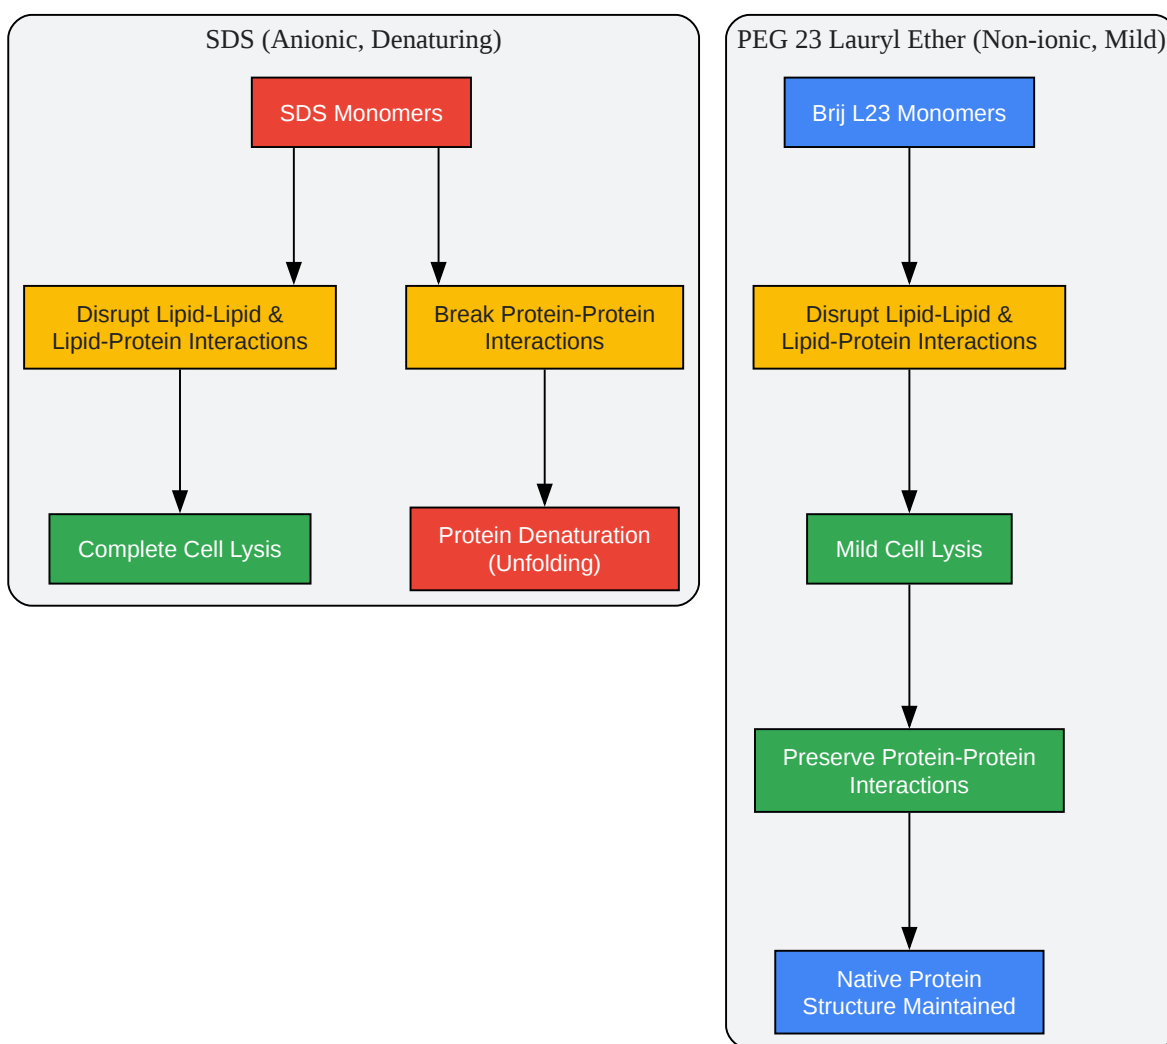 SDS (Anionic, Denaturing)
SDS Monomers
Disrupt Lipid-Lipid &
Lipid-Protein Interactions
Break Protein-Protein
Interactions
Complete Cell Lysis
Protein Denaturation
(Unfolding)
PEG 23 Lauryl Ether (Non-ionic, Mild)
Brij L23 Monomers
Disrupt Lipid-Lipid &
Lipid-Protein Interactions
Mild Cell Lysis
Preserve Protein-Protein
Interactions
Native Protein
Structure Maintained